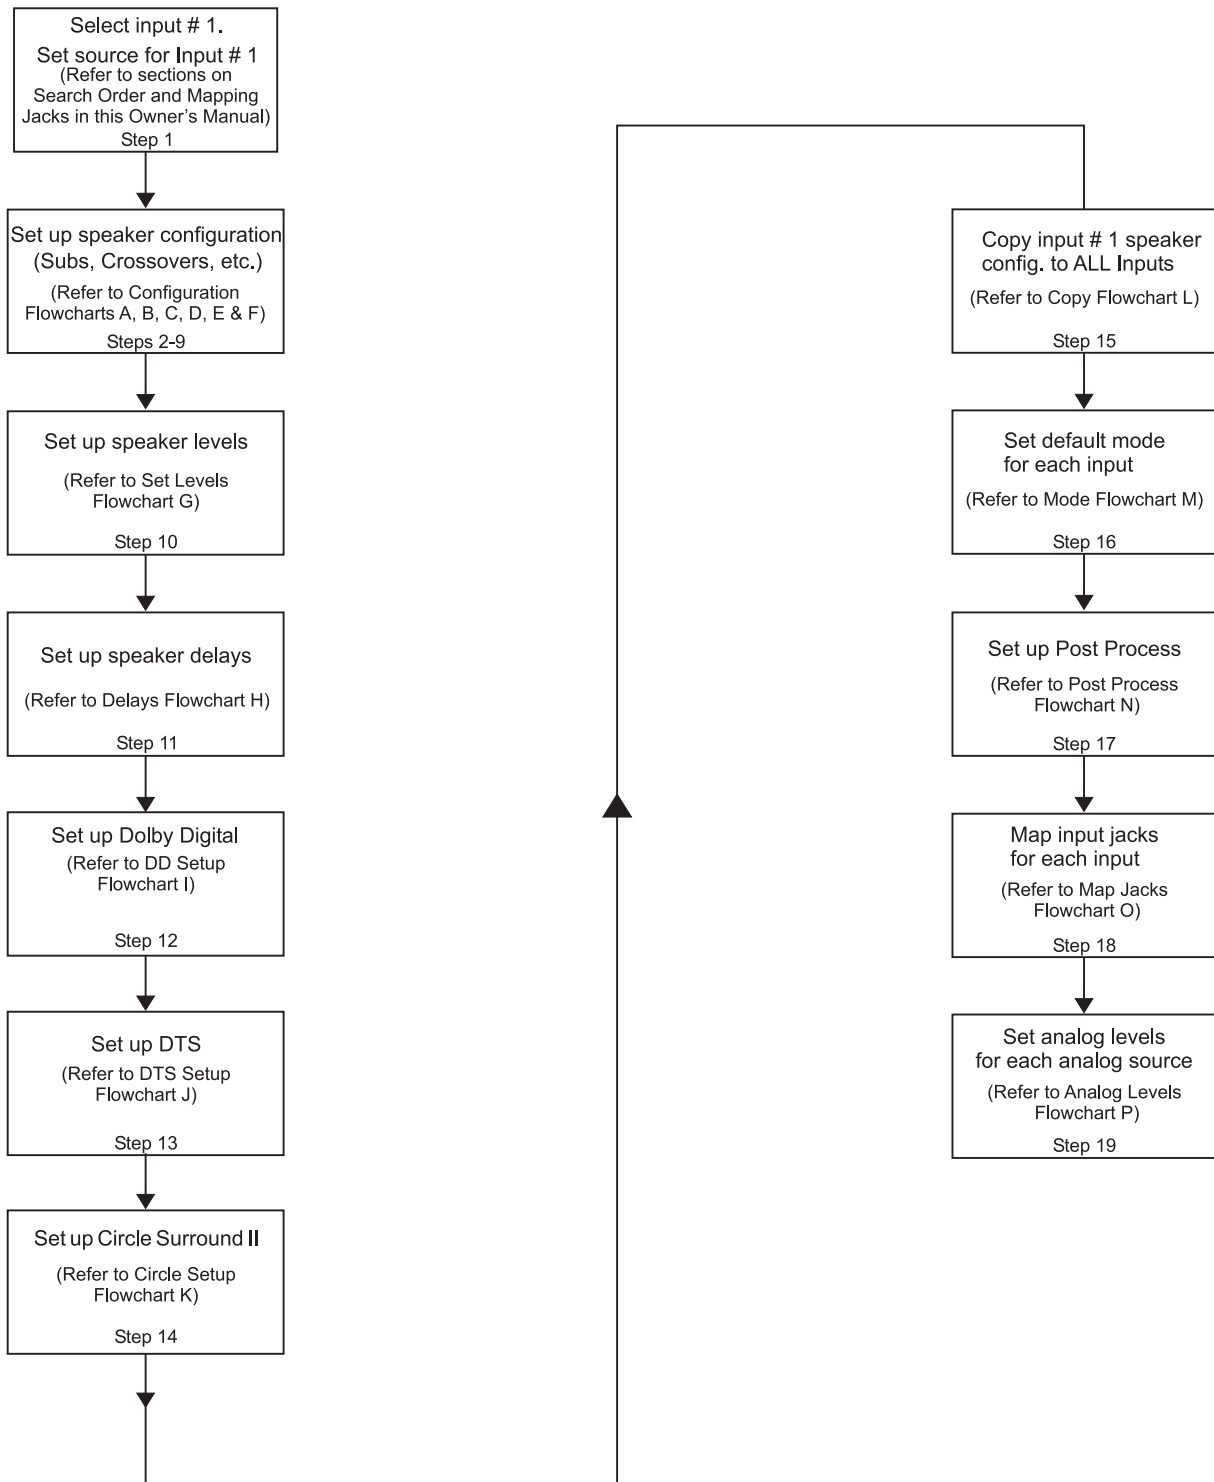 Select input # 1.
Set source for Input # 1
(Refer to sections on
Search Order and Mapping
Jacks in this Owner’s Manual)
Step 1
Set up speaker configuration
(Subs, Crossovers, etc.)
(Refer to Configuration
Flowcharts A, B, C, D, E & F)
Steps 2-9
Set up speaker levels
(Refer to Set Levels
Flowchart G)
Step 10
Set up speaker delays
(Refer to Delays Flowchart H)
Step 11
Set up Dolby Digital
(Refer to DD Setup
Flowchart I)
Step 12
Set up DTS
(Refer to DTS Setup
Flowchart J)
Step 13
Set up Circle Surround II
(Refer to Circle Setup
Flowchart K)
Step 14
Copy input # 1 speaker
config. to ALL Inputs
(Refer to Copy Flowchart L)
Step 15
Set default mode
for each input
(Refer to Mode Flowchart M)
Step 16
Set up Post Process
(Refer to Post Process
Flowchart N)
Step 17
Map input jacks
for each input
(Refer to Map Jacks
Flowchart O)
Step 18
Set analog levels
for each analog source
(Refer to Analog Levels
Flowchart P)
Step 19